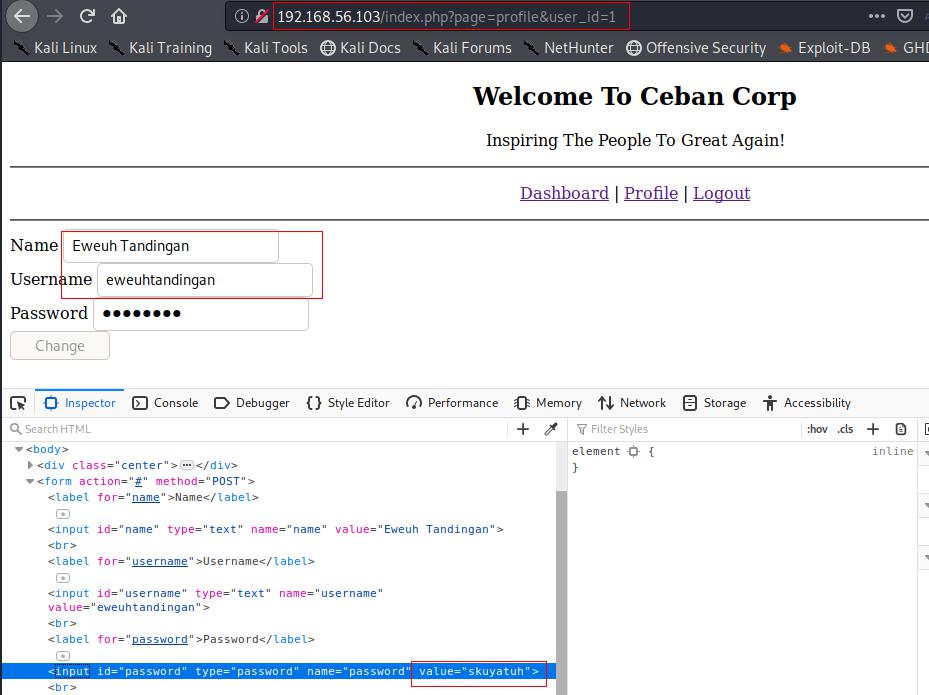 192.168.56.103/index.php?page=profile&user_id=1
Kali Linux Kali Training Kali Tools Kali Docs Kali Forums NetHunter Offensive Security Exploit-DB GHD
Welcome To Ceban Corp
Inspiring The People To Great Again!
Dashboard | Profile | Logout
Name Eweuh Tandingan
Username eweuhtandingan
Password ●●●●●●●●
Change
Inspector Console Debugger {} Style Editor Performance Memory Network Storage Accessibility
Search HTML + Filter Styles :hov .cls +
<body>
<div class="center"> ••• </div>
<form action="#" method="POST">
<label for="name">Name</label>
<input id="name" type="text" name="name" value="Eweuh Tandingan">
<br>
<label for="username">Username</label>
<input id="username" type="text" name="username"
value="eweuhtandingan">
<br>
<label for="password">Password</label>
<input id="password" type="password" name="password" value="skuyatuh">
<br>
element { inline
}